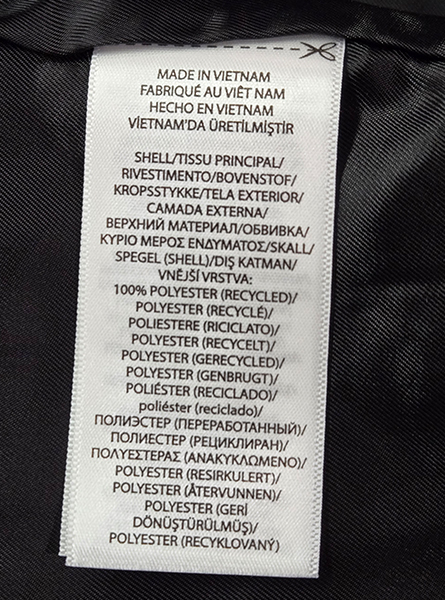 MADE IN VIETNAM
FABRIQUÉ AU VIÊT NAM
HECHO EN VIETNAM
VİETNAM'DA ÜRETİLMİŞTİR
SHELL/TISSU PRINCIPAL/
RIVESTIMENTO/BOVENSTOF/
KROPSSTYKKE/TELA EXTERIOR/
CAMADA EXTERNA/
ВЕРХНИЙ МАТЕРИАЛ/ОБВИВКА/
ΚΥΡΙΟ ΜΕΡΟΣ ΕΝΔΥΜΑΤΟΣ/SKALL/
SPEGEL (SHELL)/DIŞ KATMAN/
VNĚJŠÍ VRSTVA:
100% POLYESTER (RECYCLED)/
POLYESTER (RECYCLÉ)/
POLIESTERE (RICICLATO)/
POLYESTER (RECYCELT)/
POLYESTER (GERECYCLED)/
POLYESTER (GENBRUGT)/
POLIÉSTER (RECICLADO)/
poliéster (reciclado)/
ПОЛИЭСТЕР (ПЕРЕРАБОТАННЫЙ)/
ПОЛИЕСТЕР (РЕЦИКЛИРАН)/
ΠΟΛΥΕΣΤΕΡΑΣ (ΑΝΑΚΥΚΛΩΜΕΝΟ)/
POLYESTER (RESIRKULERT)/
POLYESTER (ÅTERVUNNEN)/
POLYESTER (GERİ
DÖNÜŞTÜRÜLMÜŞ)/
POLYESTER (RECYKLOVANÝ)